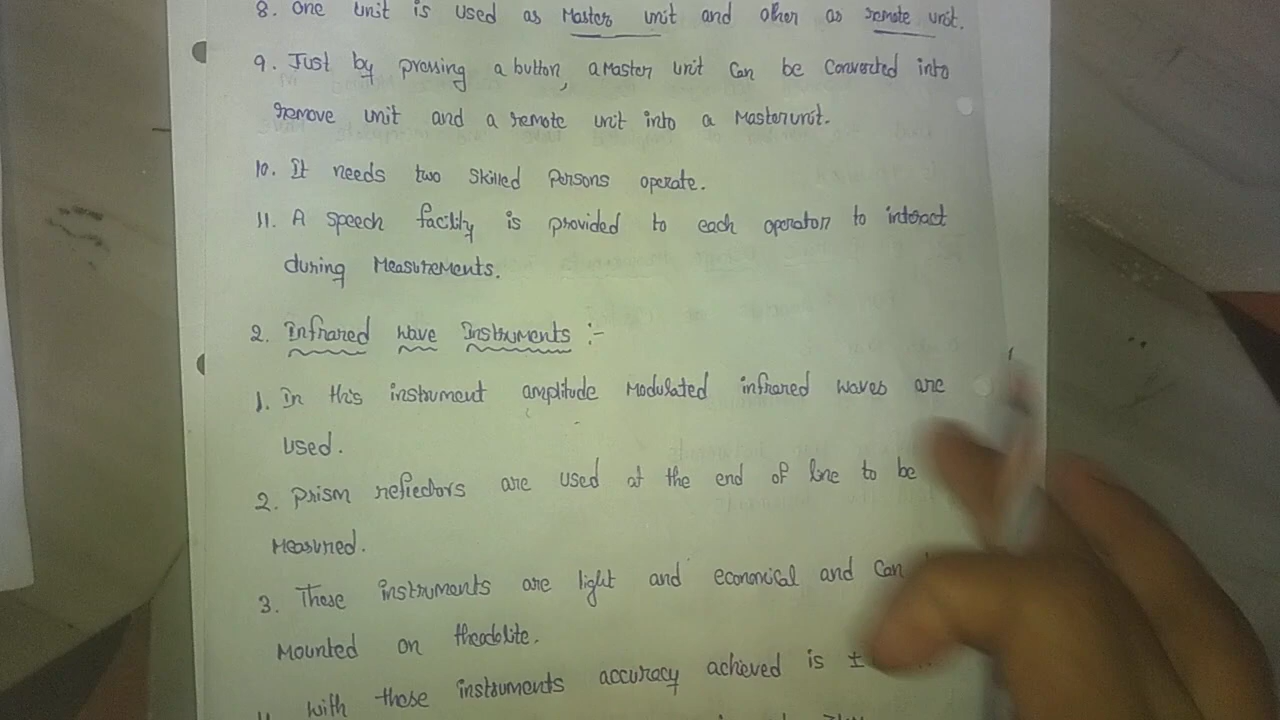 8. One unit is used as Master unit and other as remote unit.
9. Just by pressing a button, a Master unit can be converted into
remove unit and a remote unit into a Master unit.
10. It needs two skilled persons operate.
11. A speech facility is provided to each operator to interact
during Measurements.
2. Infrared wave Instruments :-
1. In this instrument amplitude Modulated infrared waves are
used.
2. Prism reflectors are used at the end of line to be
Measured.
3. These instruments are light and economical and can
Mounted on theodolite.
with these instruments accuracy achieved is ±